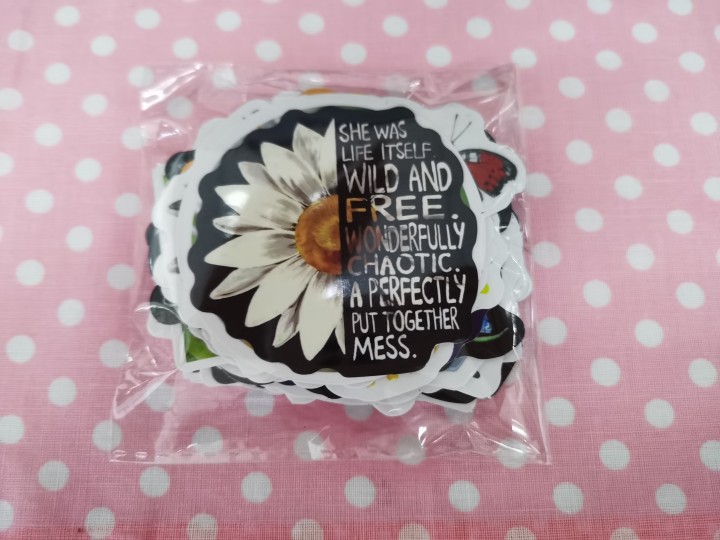 SHE WAS
LIFE ITSELF.
WILD AND
FREE.
WONDERFULLY
CHAOTIC.
A PERFECTLY
PUT TOGETHER
MESS.